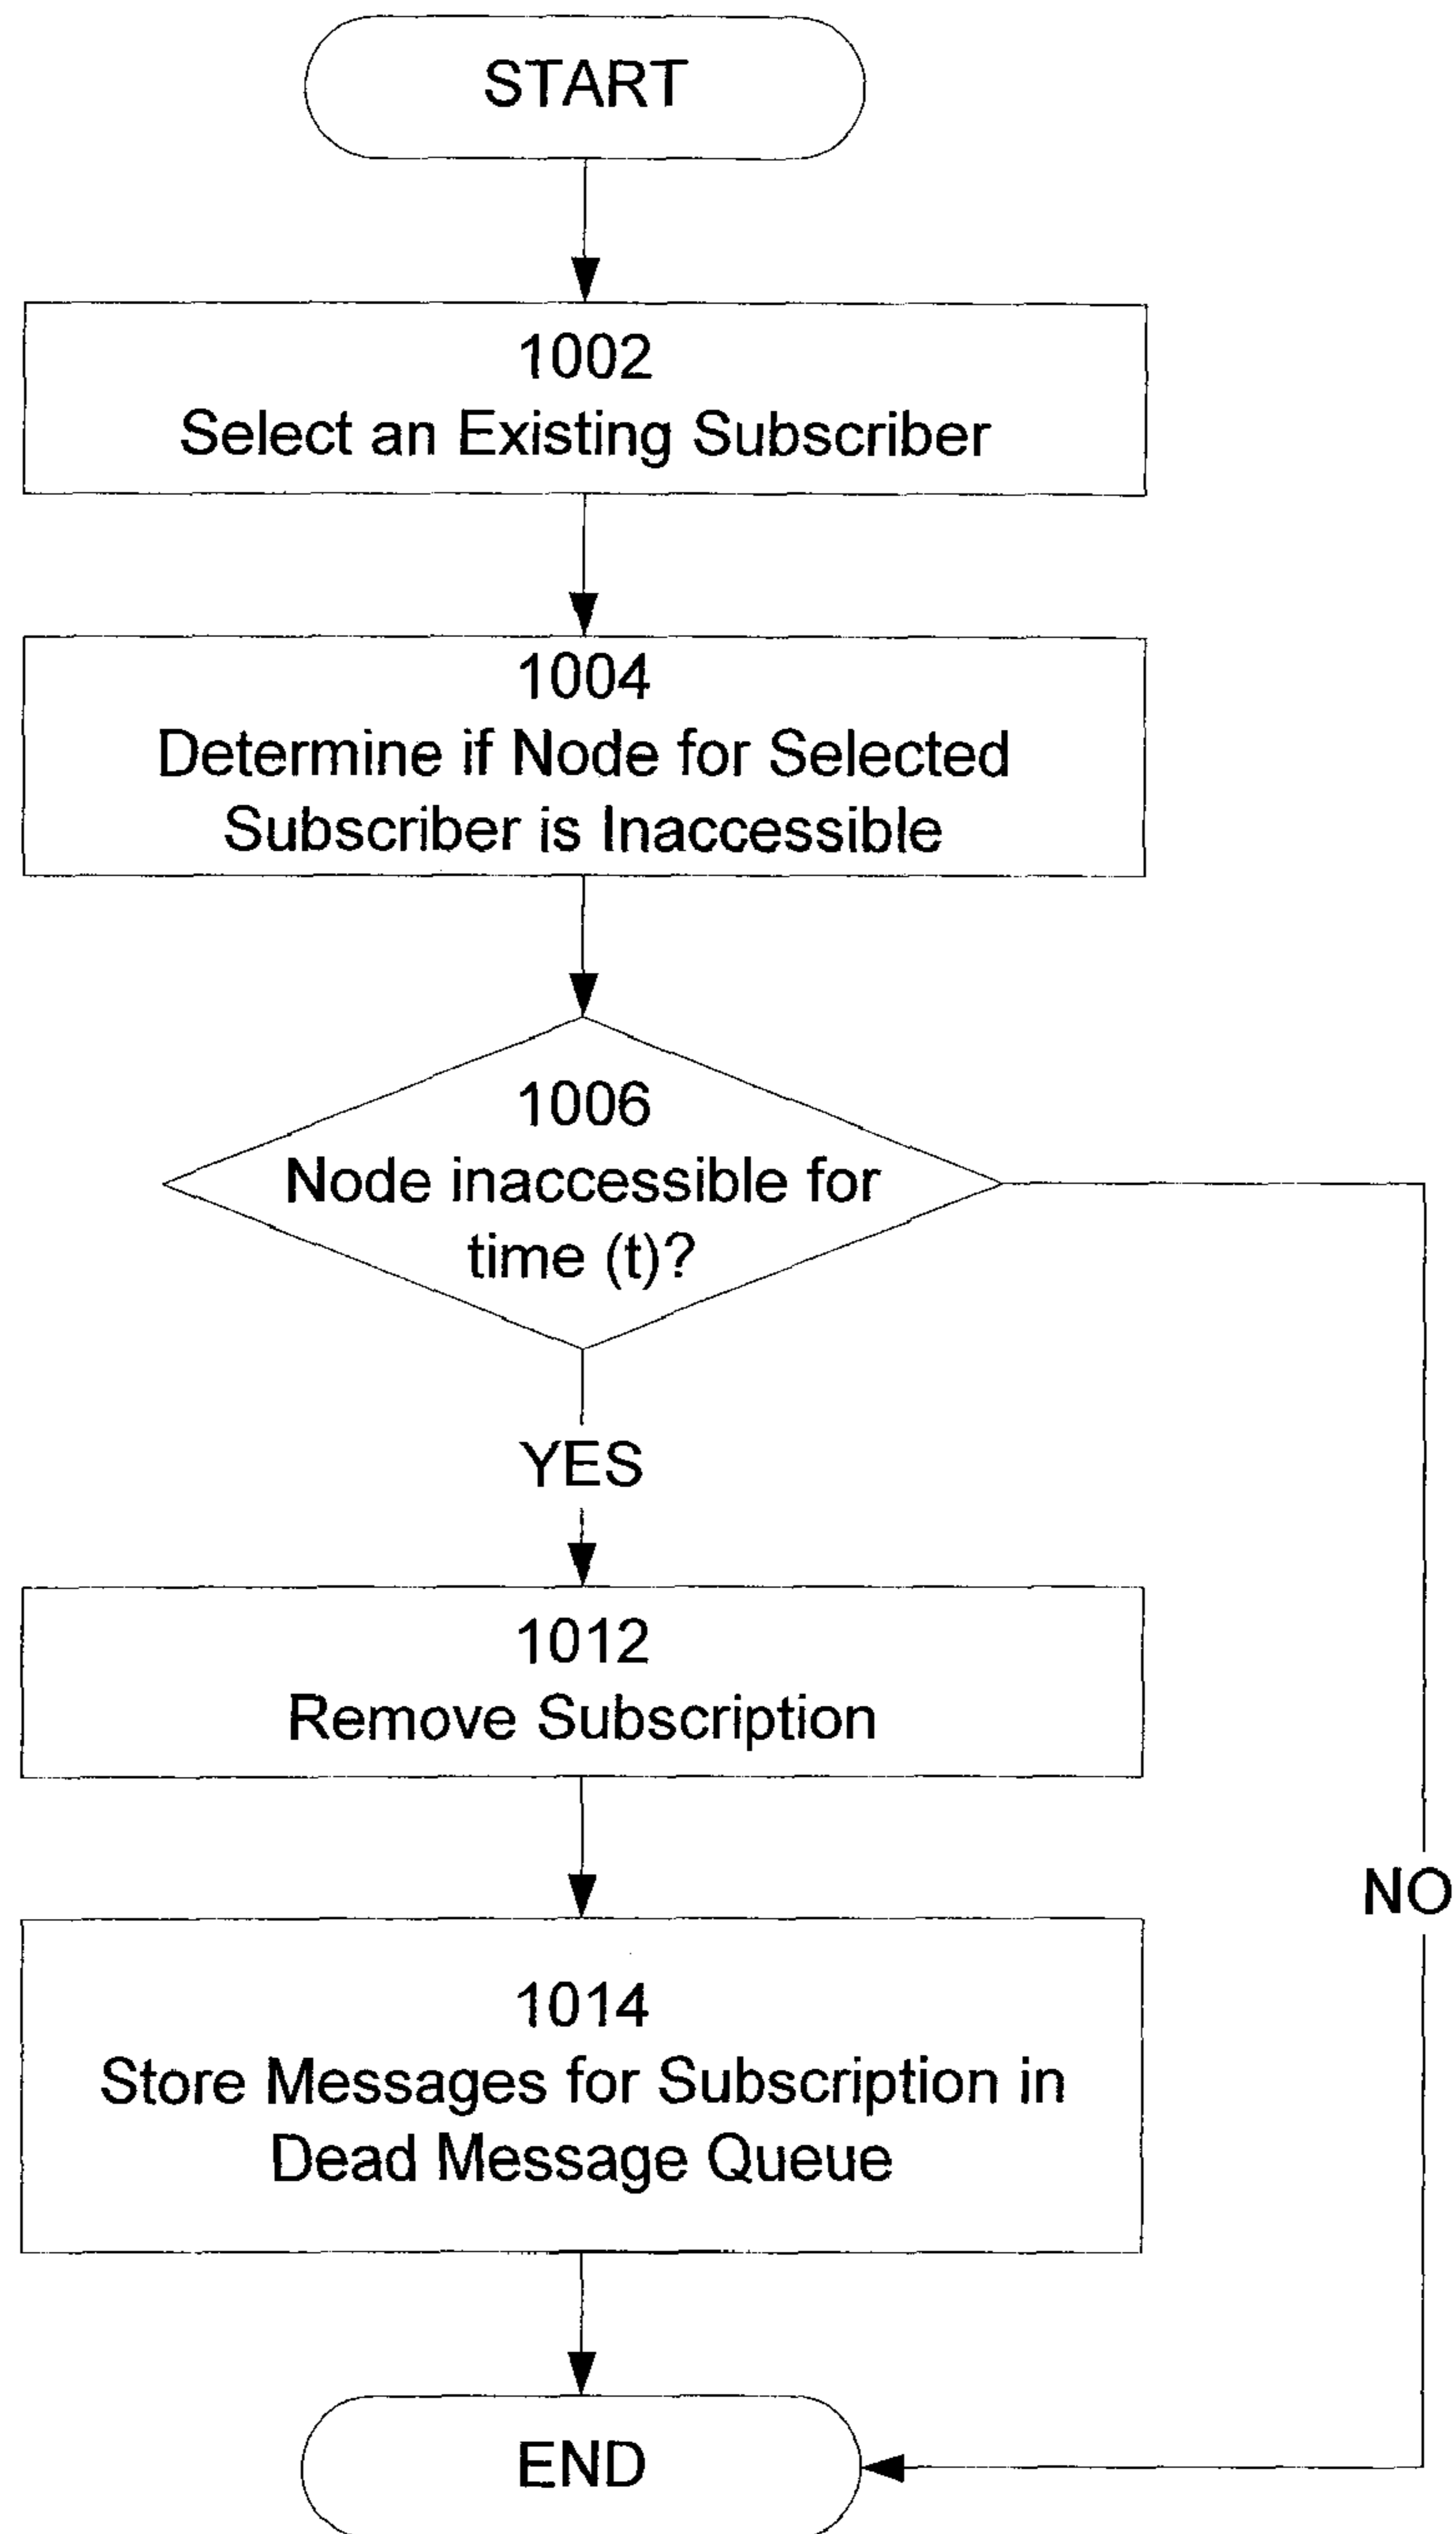 START
1002
Select an Existing Subscriber
1004
Determine if Node for Selected
Subscriber is Inaccessible
1006
Node inaccessible for
time (t)?
YES
1012
Remove Subscription
NO
1014
Store Messages for Subscription in
Dead Message Queue
END